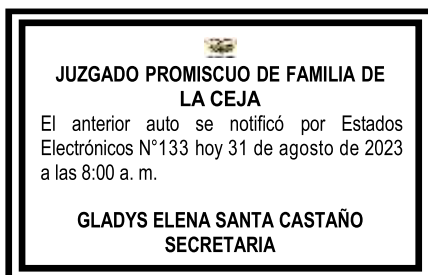 JUZGADO PROMISCUO DE FAMILIA DE
LA CEJA
El anterior auto se notificó por Estados
Electrónicos N°133 hoy 31 de agosto de 2023
a las 8:00 a. m.
GLADYS ELENA SANTA CASTAÑO
SECRETARIA